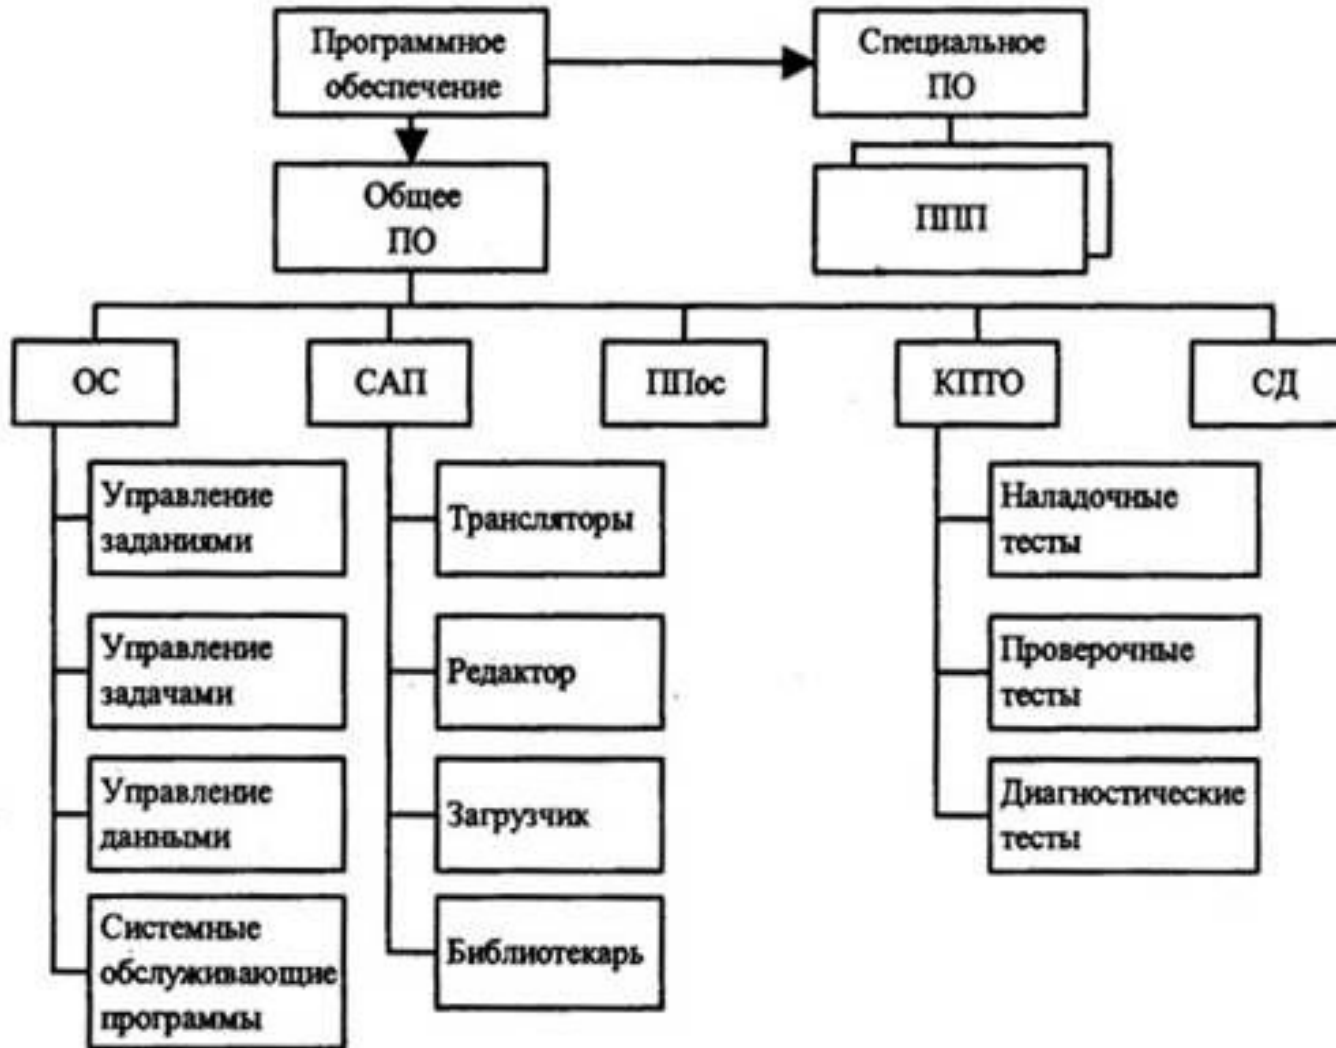 Программное
обеспечение
Специальное
ПО
Общее
ПО
ППП
ОС
САП
ППос
КПТО
СД
Управление
заданиями
Управление
задачами
Управление
данными
Системные
обслуживающие
программы
Трансляторы
Редактор
Загрузчик
Библиотекарь
Наладочные
тесты
Проверочные
тесты
Диагностические
тесты